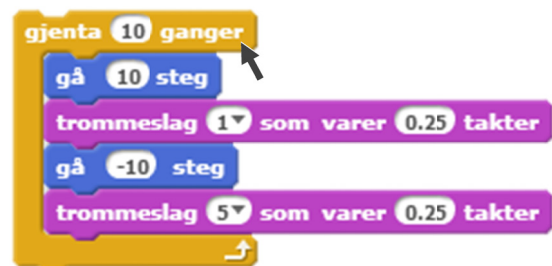 gjenta 10 ganger
gå 10 steg
trommeslag 1 som varer 0.25 takter
gå -10 steg
trommeslag 5 som varer 0.25 takter